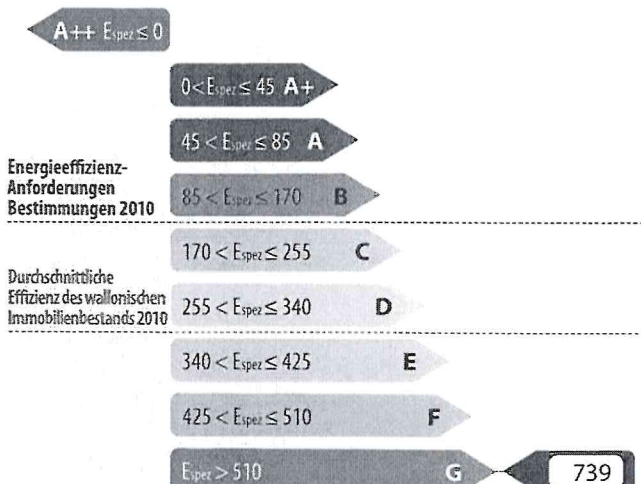 A++ Espez ≤ 0
0 < Espez ≤ 45 A+
45 < Espez ≤ 85 A
Energieeffizienz-
Anforderungen
Bestimmungen 2010
85 < Espez ≤ 170 B
170 < Espez ≤ 255 C
Durchschnittliche
Effizienz des wallonischen
Immobilienbestands 2010
255 < Espez ≤ 340 D
340 < Espez ≤ 425 E
425 < Espez ≤ 510 F
Espez > 510 G 739